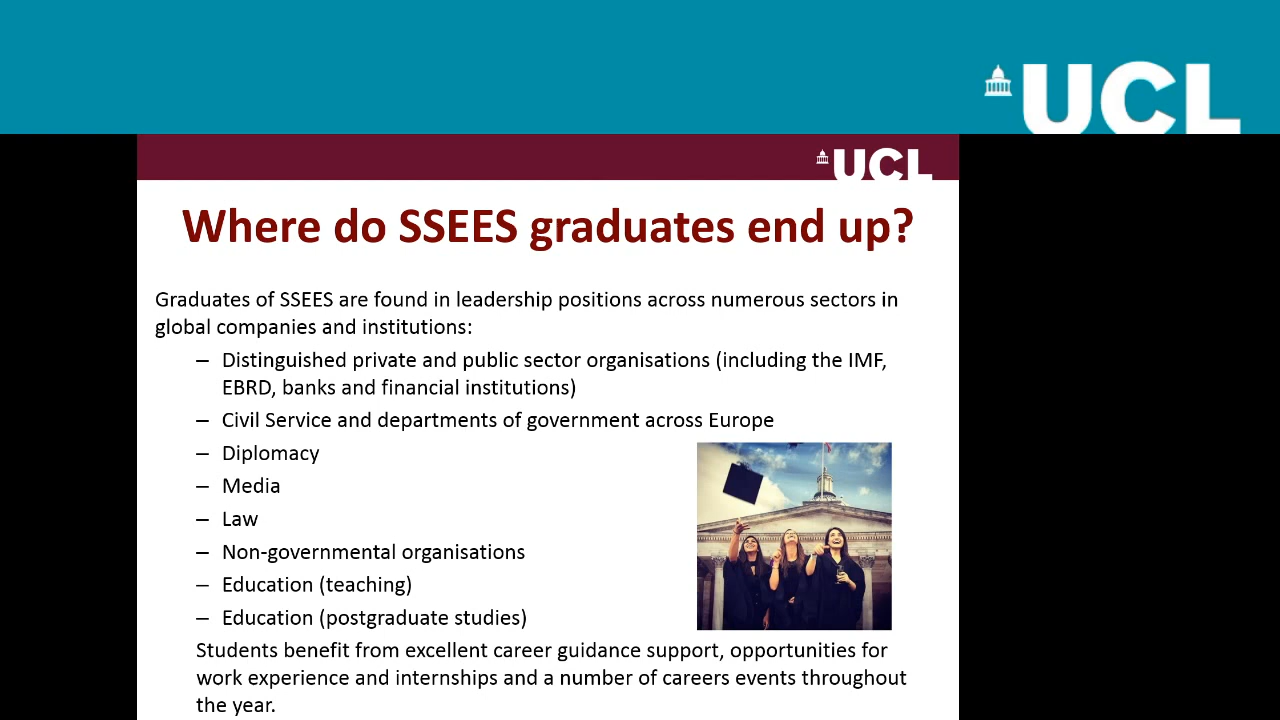 UCL
UCL
Where do SSEES graduates end up?
Graduates of SSEES are found in leadership positions across numerous sectors in
global companies and institutions:
– Distinguished private and public sector organisations (including the IMF,
EBRD, banks and financial institutions)
– Civil Service and departments of government across Europe
– Diplomacy
– Media
– Law
– Non-governmental organisations
– Education (teaching)
– Education (postgraduate studies)
Students benefit from excellent career guidance support, opportunities for
work experience and internships and a number of careers events throughout
the year.